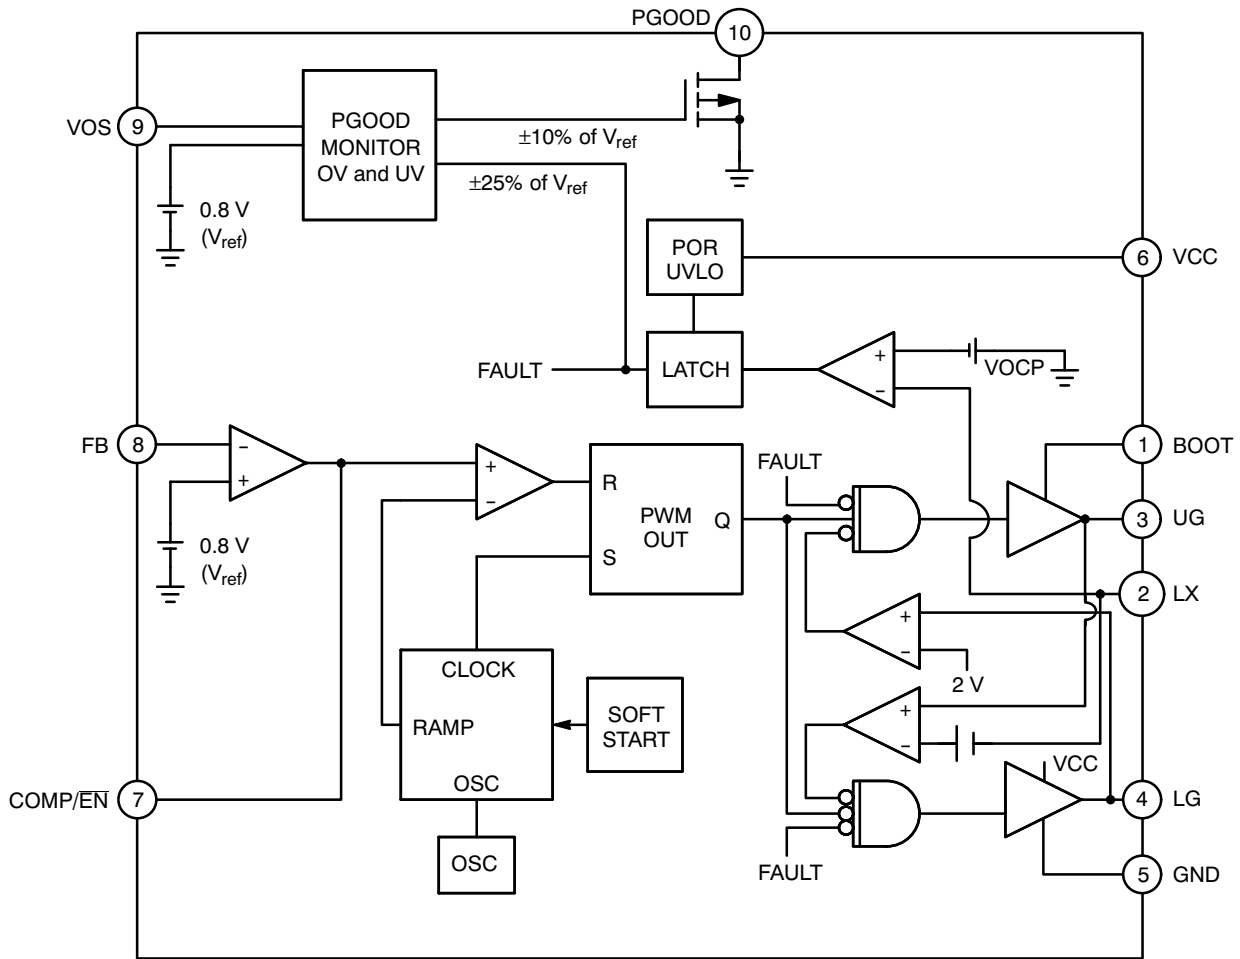 PGOOD
10
VOS
9
PGOOD
MONITOR
OV and UV
±10% of Vref
±25% of Vref
0.8 V
(Vref)
POR
UVLO
6
VCC
FAULT
LATCH
+
−
VOCP
FB
8
−
+
0.8 V
(Vref)
+
−
R
S
PWM
OUT
Q
FAULT
1
BOOT
3
UG
2
LX
+
−
2 V
CLOCK
RAMP
OSC
SOFT
START
+
−
VCC
COMP/EN
7
4
LG
OSC
FAULT
5
GND